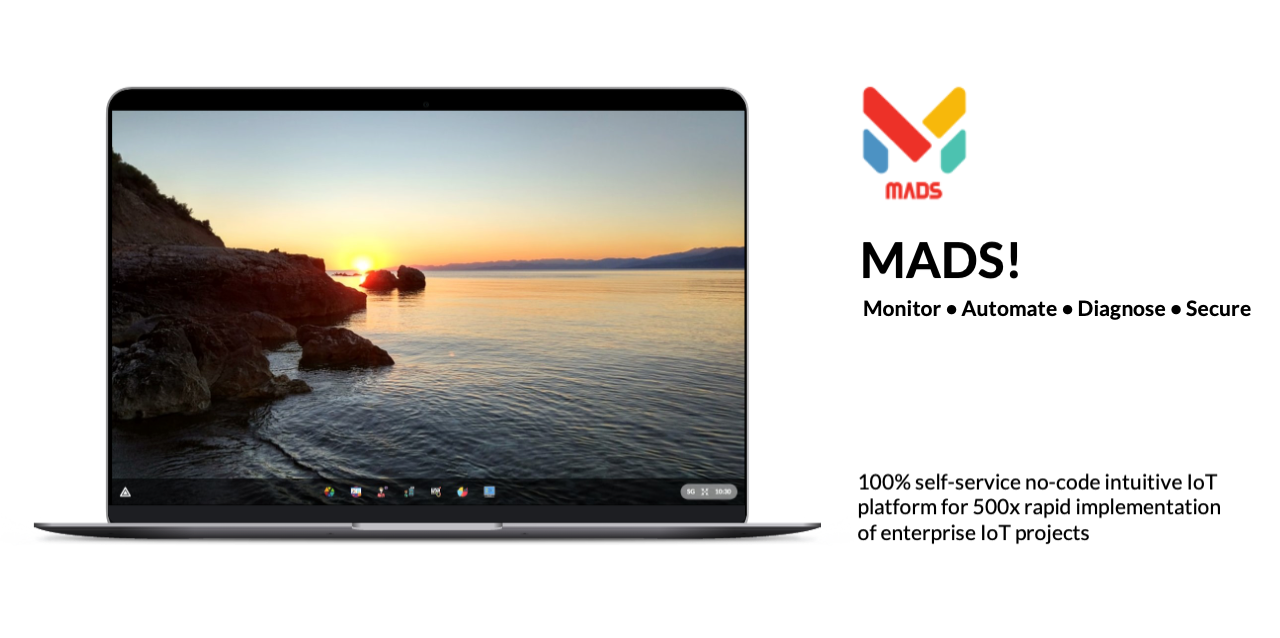 MADS
MADS!
Monitor • Automate • Diagnose • Secure
100% self-service no-code intuitive IoT
platform for 500x rapid implementation
of enterprise IoT projects
5G 10:30